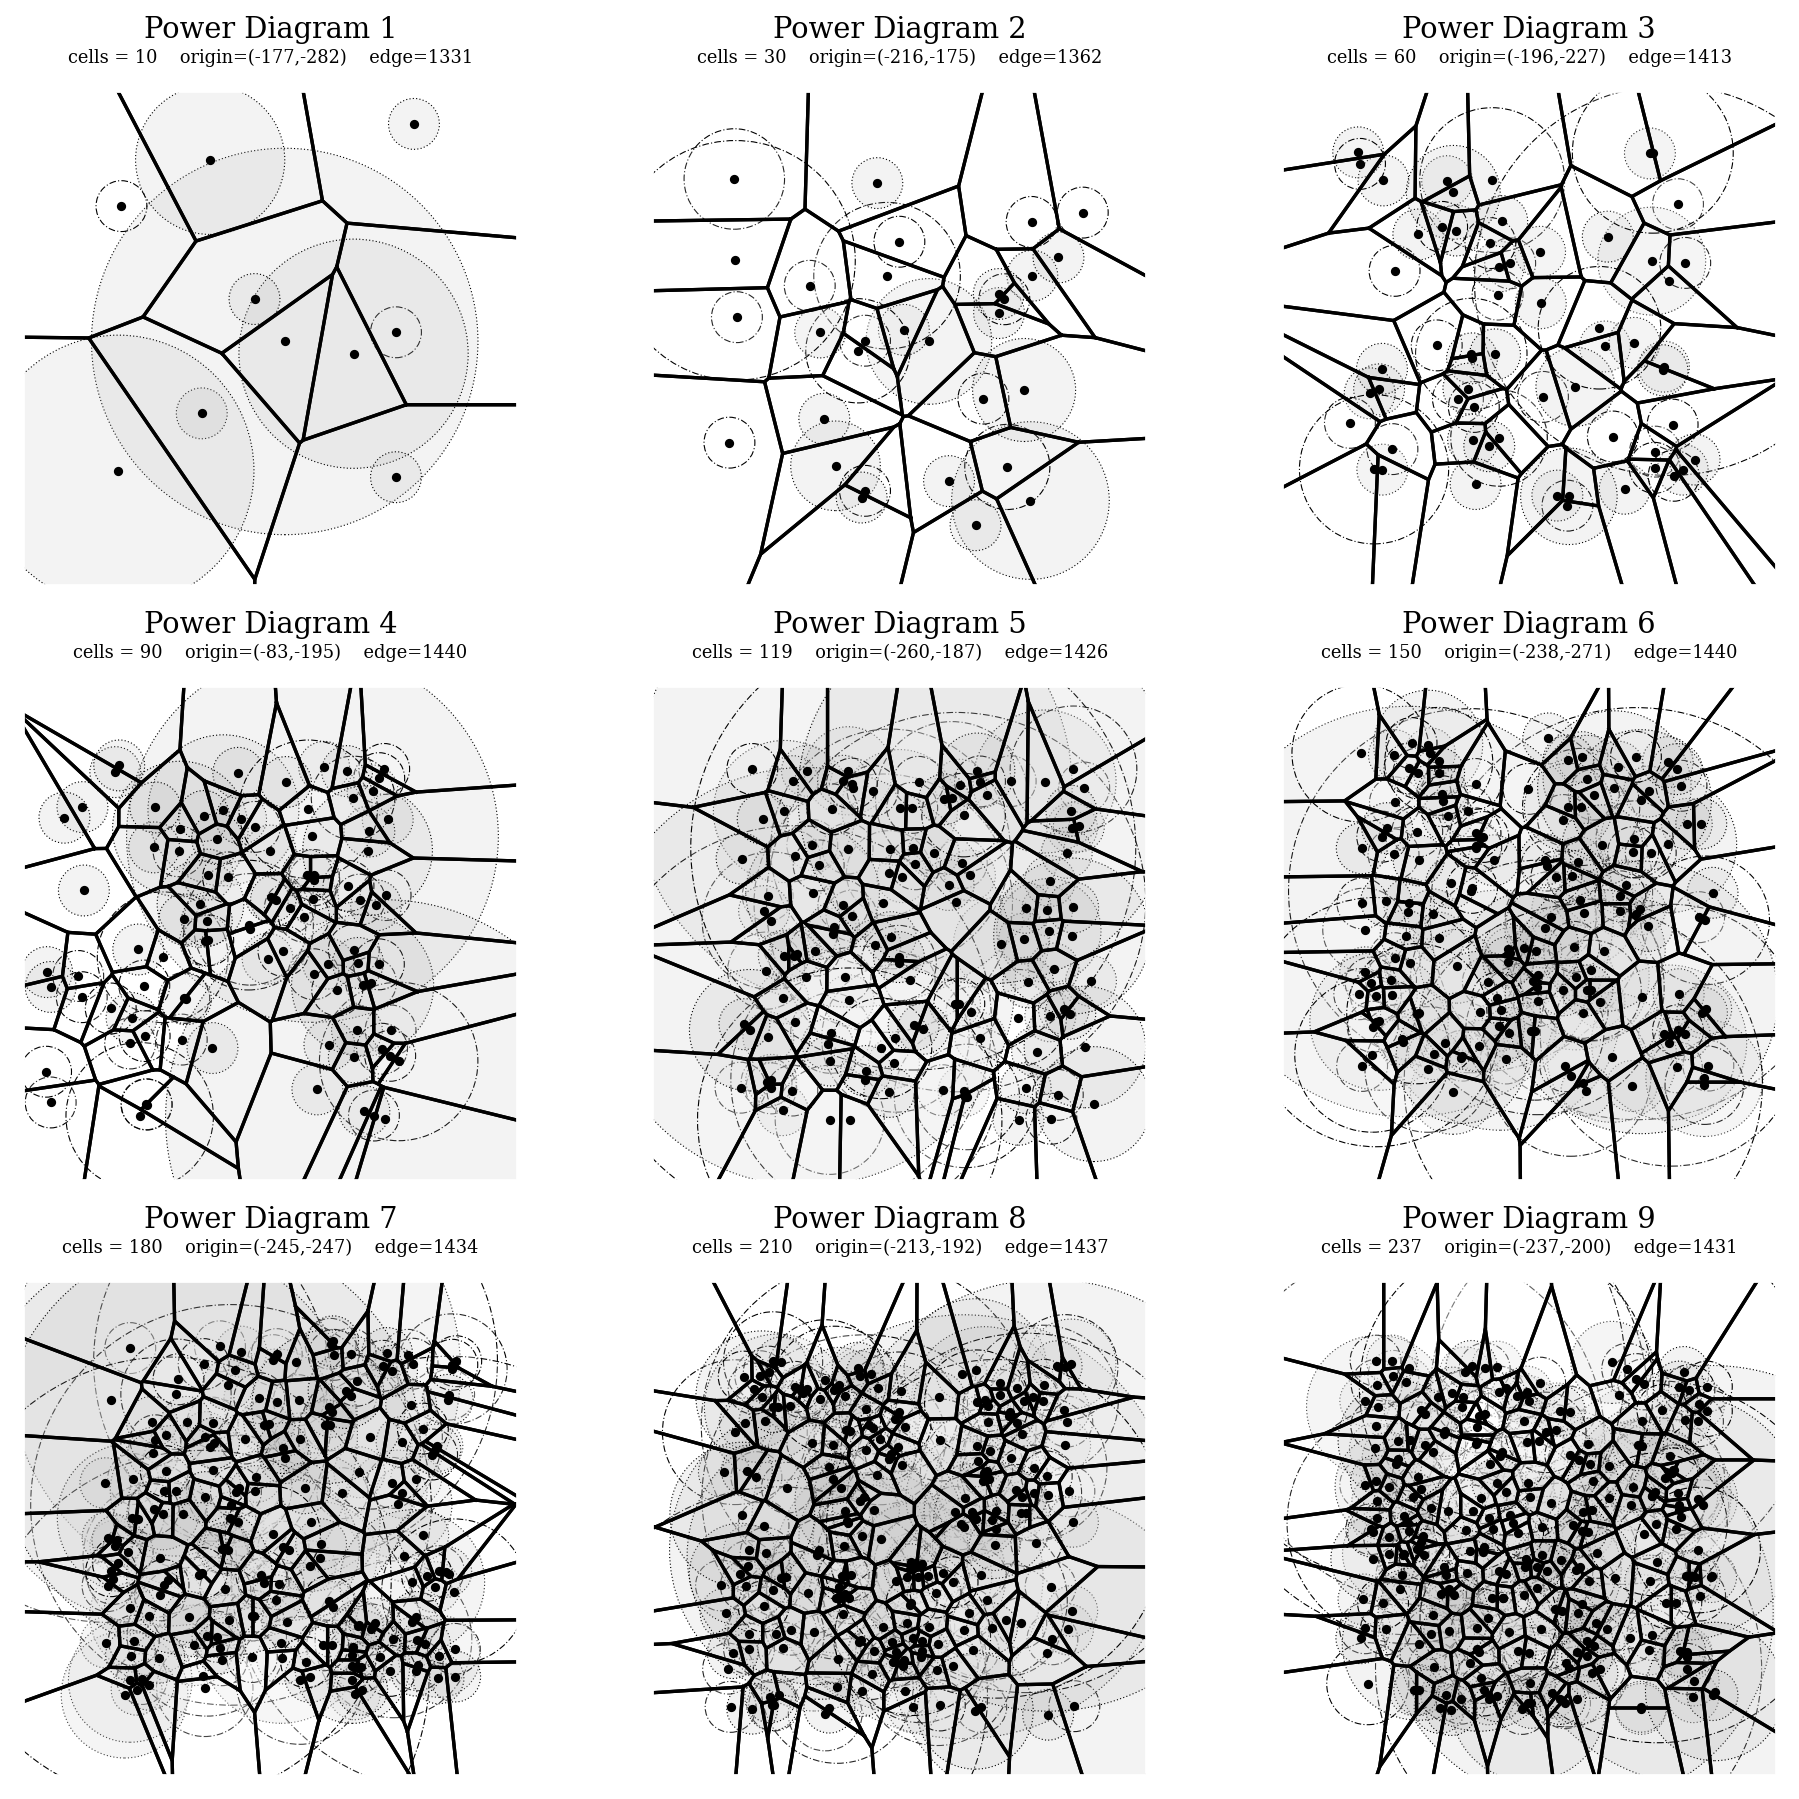 Power Diagram 1
cells = 10 origin=(-177,-282) edge=1331
Power Diagram 2
cells = 30 origin=(-216,-175) edge=1362
Power Diagram 3
cells = 60 origin=(-196,-227) edge=1413
Power Diagram 4
cells = 90 origin=(-83,-195) edge=1440
Power Diagram 5
cells = 119 origin=(-260,-187) edge=1426
Power Diagram 6
cells = 150 origin=(-238,-271) edge=1440
Power Diagram 7
cells = 180 origin=(-245,-247) edge=1434
Power Diagram 8
cells = 210 origin=(-213,-192) edge=1437
Power Diagram 9
cells = 237 origin=(-237,-200) edge=1431